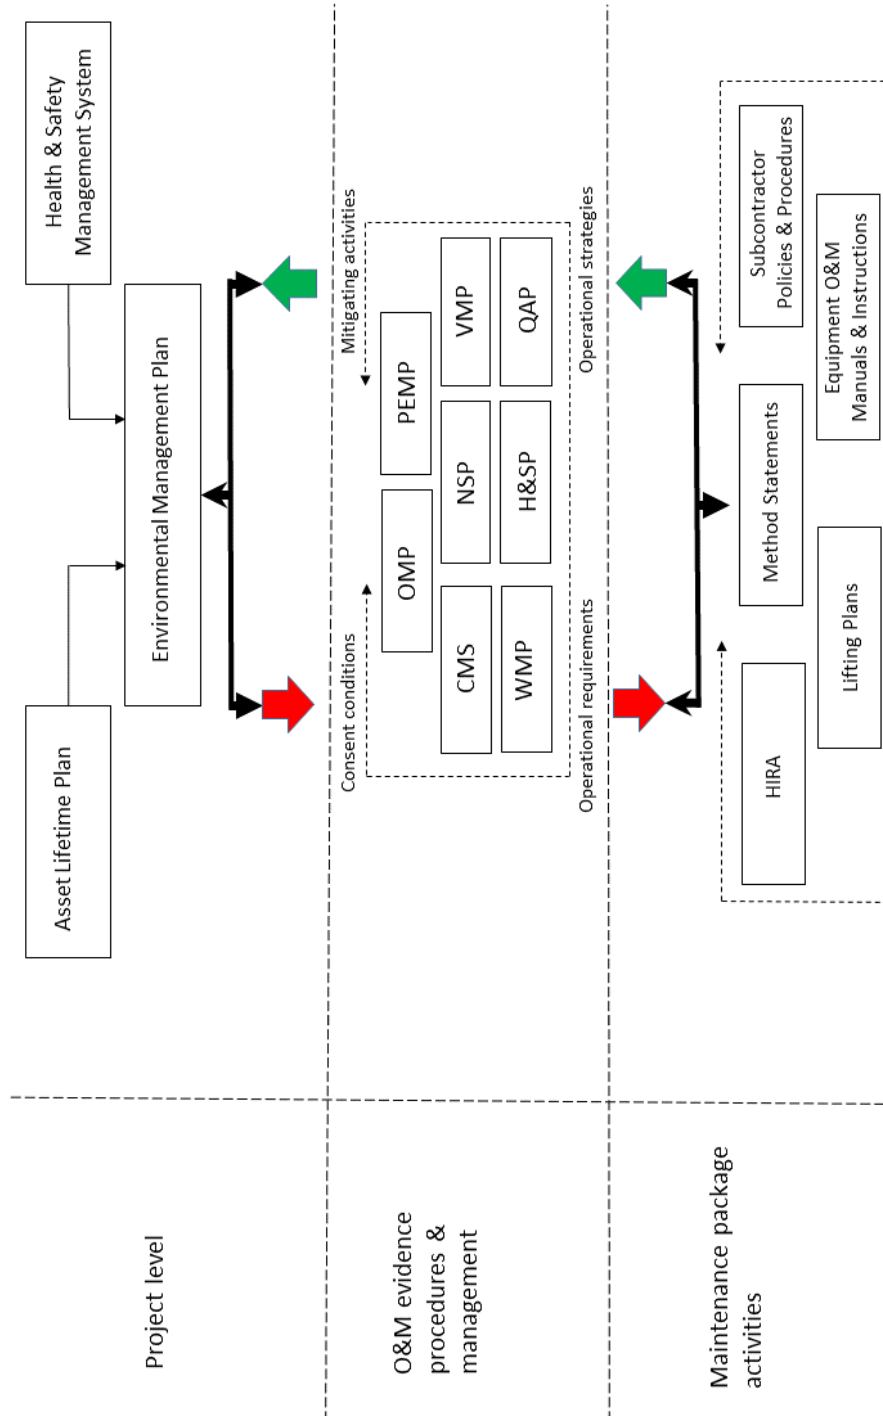 Project level
Asset Lifetime Plan
Health & Safety
Management System
Environmental Management Plan
O&M evidence
procedures &
management
Consent conditions
Mitigating activities
OMP
PEMP
CMS
NSP
VMP
WMP
H&SP
QAP
Operational requirements
Operational strategies
Maintenance package
activities
HIRA
Method Statements
Subcontractor
Policies & Procedures
Lifting Plans
Equipment O&M
Manuals & Instructions